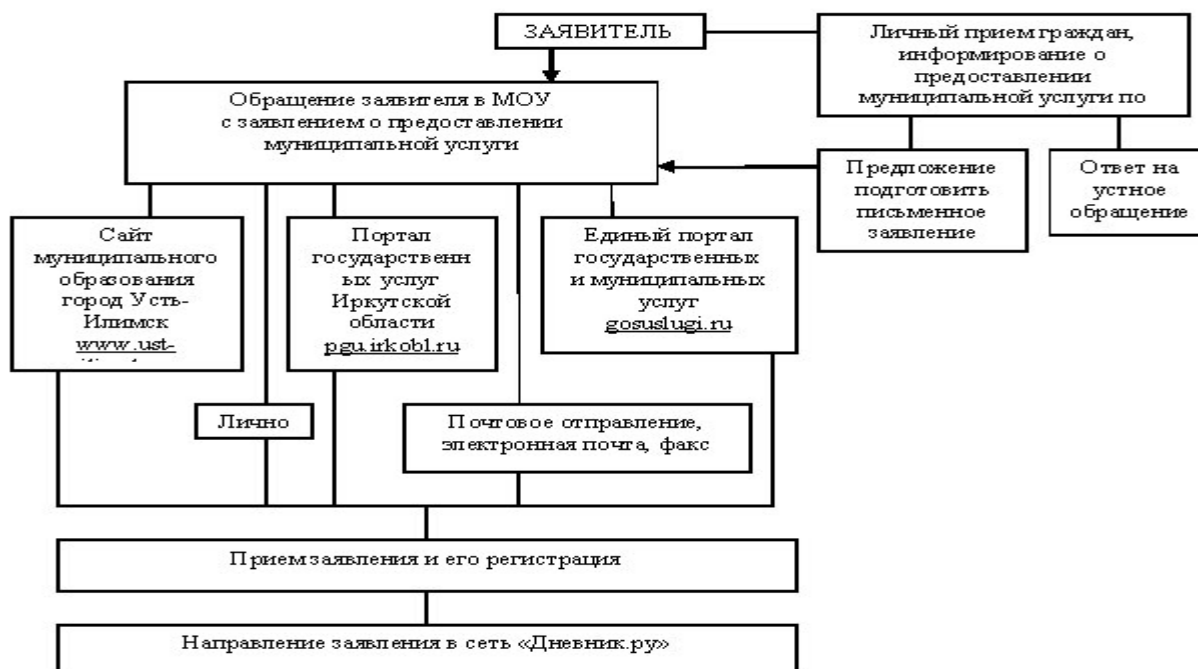 ЗАЯВИТЕЛЬ
Личный прием граждан,
информирование о
предоставлении
муниципальной услуги по
Обращение заявителя в МОУ
с заявлением о предоставлении
муниципальной услуги
Предложение
подготовить
письменное
заявление
Ответ на
устное
обращение
Сайт
муниципального
образования
город Усть-
Илимск
www.ust-
Портал
государственн
ых услуг
Иркутской
области
pgu.irkobl.ru
Единый портал
государственных
и муниципальных
услуг
gosuslugi.ru
Лично
Почтовое отправление,
электронная почта, факс
Прием заявления и его регистрация
Направление заявления в сеть «Дневник.ру»